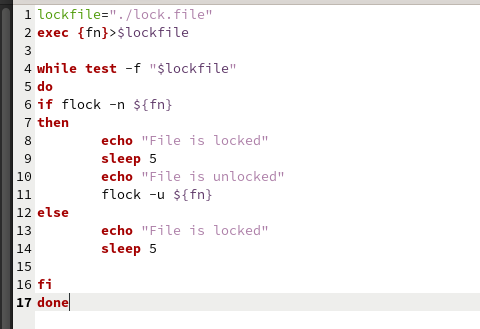 1 lockfile="./lock.file"
2 exec {fn}>$lockfile
3
4 while test -f "$lockfile"
5 do
6 if flock -n ${fn}
7 then
8         echo "File is locked"
9         sleep 5
10         echo "File is unlocked"
11         flock -u ${fn}
12 else
13         echo "File is locked"
14         sleep 5
15
16 fi
17 done